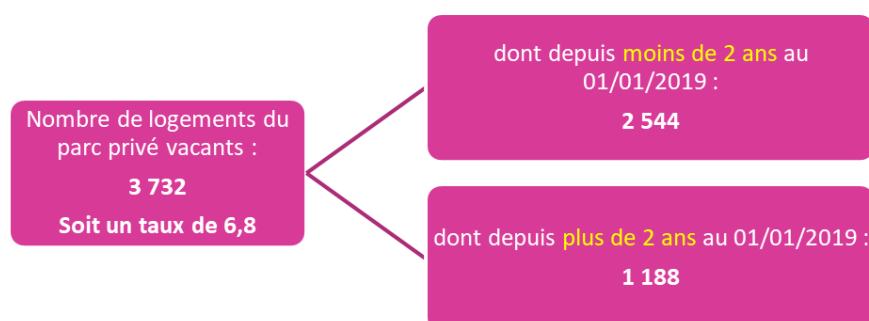 Nombre de logements du
parc privé vacants :
3 732
Soit un taux de 6,8
dont depuis moins de 2 ans au
01/01/2019 :
2 544
dont depuis plus de 2 ans au 01/01/2019 :
1 188